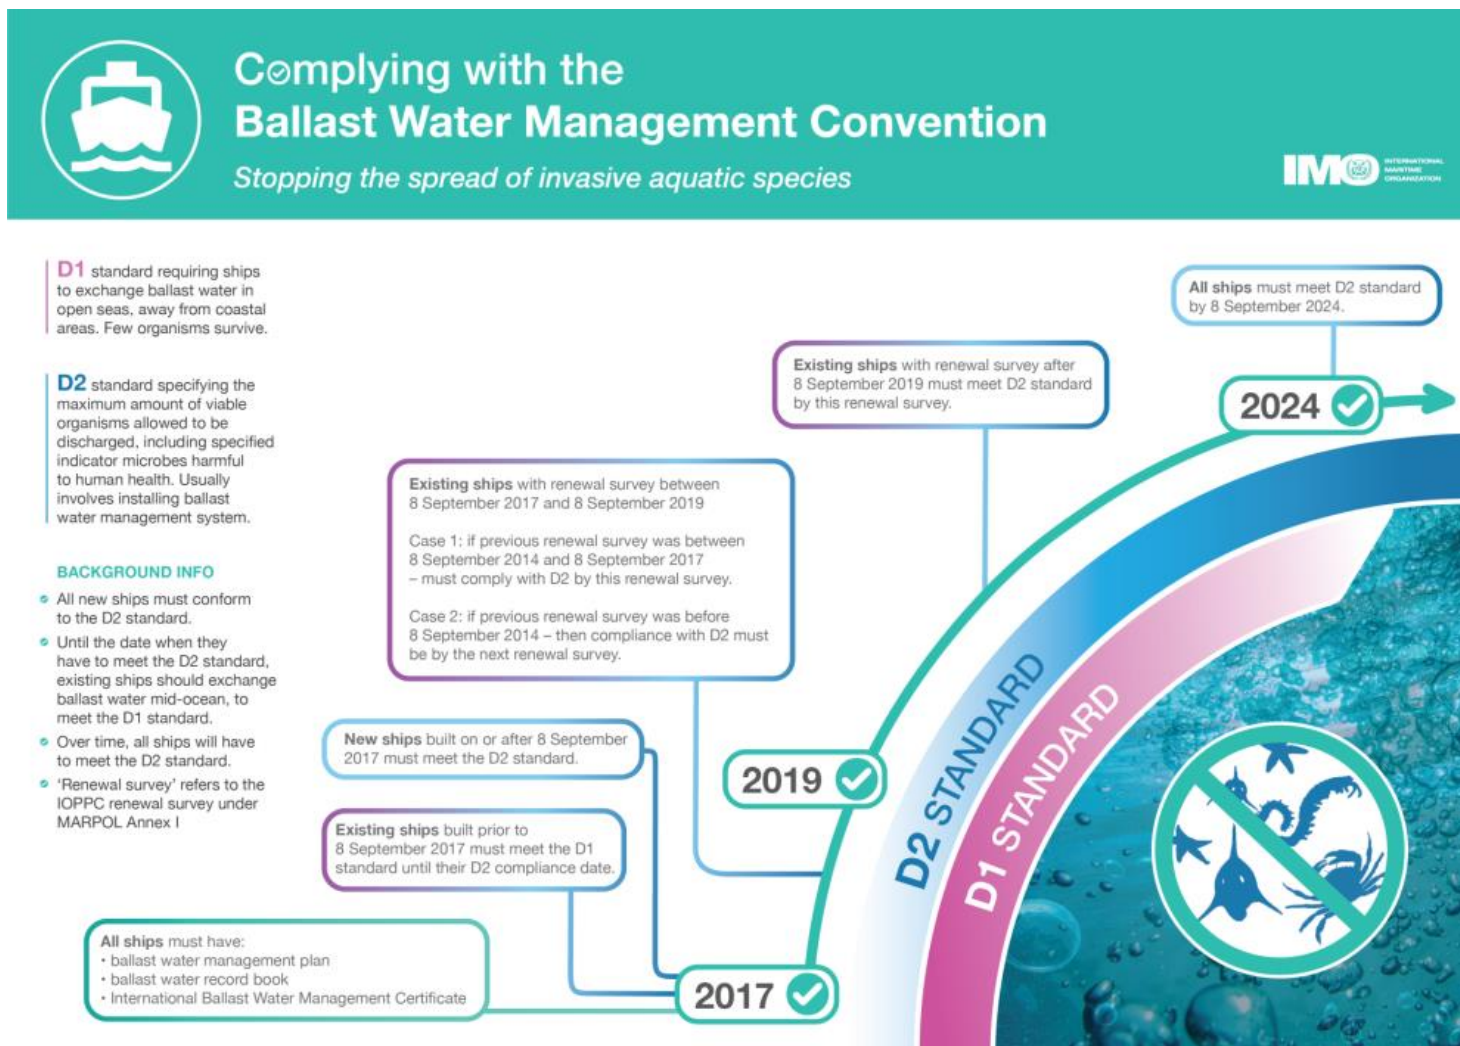 Complying with the
Ballast Water Management Convention
Stopping the spread of invasive aquatic species
IMO
INTERNATIONAL
MARITIME
ORGANIZATION
D1 standard requiring ships
to exchange ballast water in
open seas, away from coastal
areas. Few organisms survive.
D2 standard specifying the
maximum amount of viable
organisms allowed to be
discharged, including specified
indicator microbes harmful
to human health. Usually
involves installing ballast
water management system.
BACKGROUND INFO
All new ships must conform
to the D2 standard.
Until the date when they
have to meet the D2 standard,
existing ships should exchange
ballast water mid-ocean, to
meet the D1 standard.
Over time, all ships will have
to meet the D2 standard.
‘Renewal survey’ refers to the
IOPPC renewal survey under
MARPOL Annex I
All ships must meet D2 standard
by 8 September 2024.
2024
Existing ships with renewal survey after
8 September 2019 must meet D2 standard
by this renewal survey.
Existing ships with renewal survey between
8 September 2017 and 8 September 2019
Case 1: if previous renewal survey was between
8 September 2014 and 8 September 2017
– must comply with D2 by this renewal survey.
Case 2: if previous renewal survey was before
8 September 2014 – then compliance with D2 must
be by the next renewal survey.
New ships built on or after 8 September
2017 must meet the D2 standard.
2019
Existing ships built prior to
8 September 2017 must meet the D1
standard until their D2 compliance date.
All ships must have:
• ballast water management plan
• ballast water record book
• International Ballast Water Management Certificate
2017
D2 STANDARD
D1 STANDARD